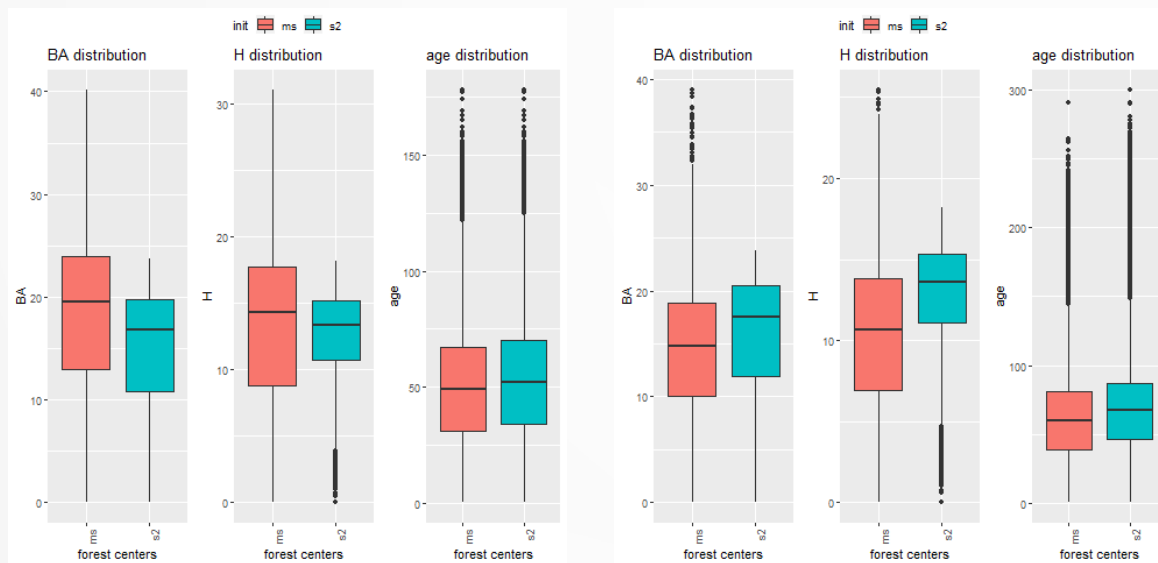 init ms s2
BA distribution
H distribution
age distribution
40
30
20
10
0
BA
ms
s2
forest centers
30
20
10
0
H
ms
s2
forest centers
150
100
50
0
age
ms
s2
forest centers
init ms s2
BA distribution
H distribution
age distribution
40
30
20
10
0
BA
ms
s2
forest centers
20
10
0
H
ms
s2
forest centers
300
200
100
0
age
ms
s2
forest centers